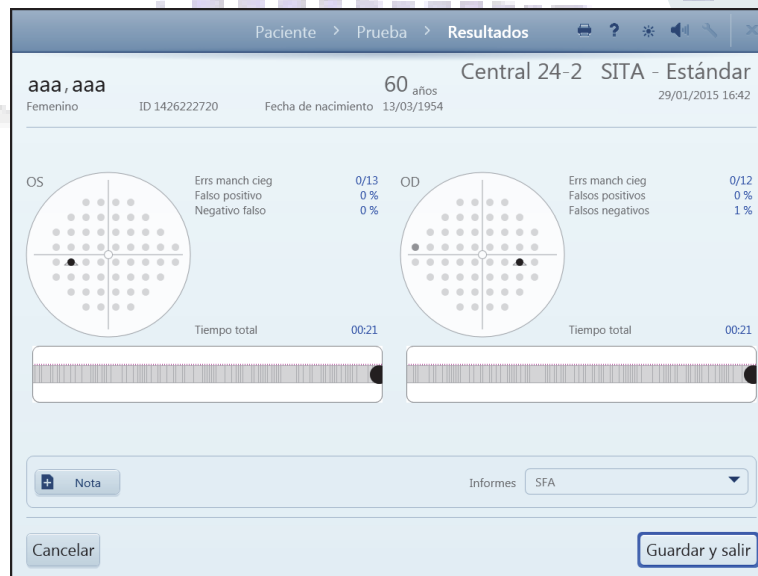 Paciente > Prueba > Resultados ?
aaa, aaa
60 años
Central 24-2 SITA - Estándar
Femenino ID 1426222720 Fecha de nacimiento 13/03/1954
29/01/2015 16:42
OS
Errs manch cieg 0/13
Falso positivo 0 %
Negativo falso 0 %
Tiempo total 00:21
OD
Errs manch cieg 0/12
Falsos positivos 0 %
Falsos negativos 1 %
Tiempo total 00:21
Nota
Informes SFA
Cancelar
Guardar y salir